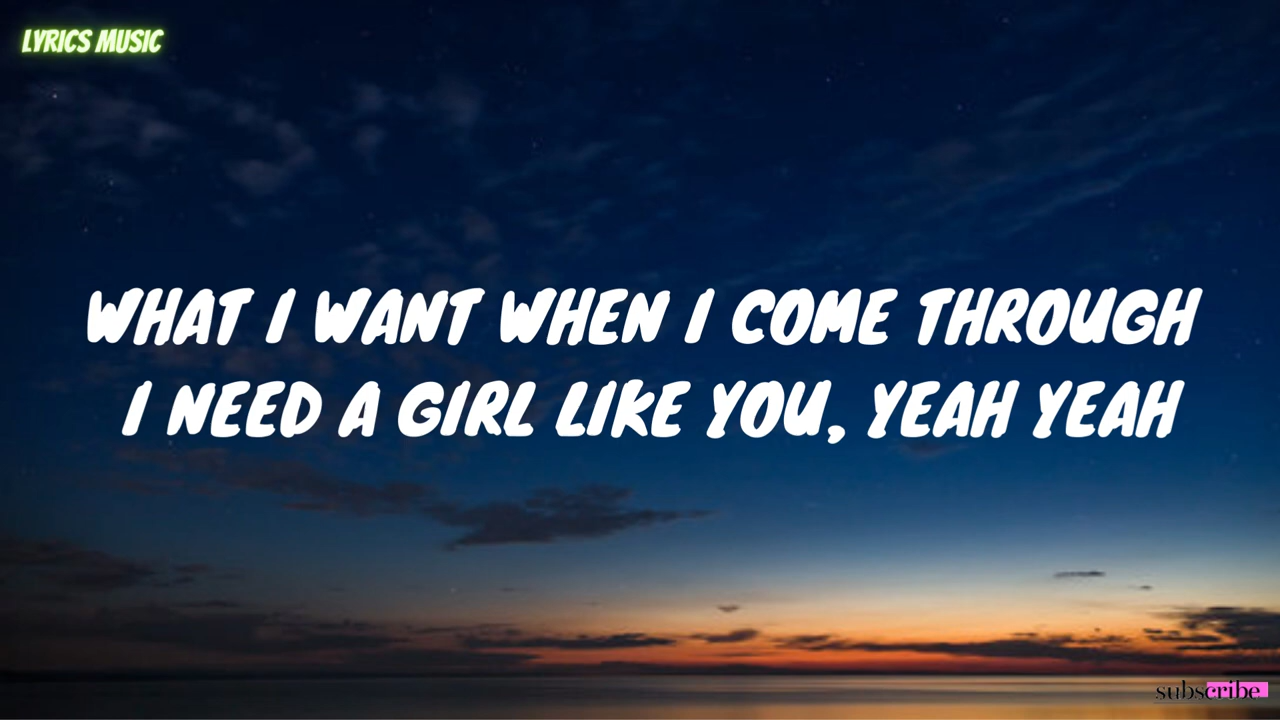 LYRICS MUSIC
WHAT I WANT WHEN I COME THROUGH
I NEED A GIRL LIKE YOU, YEAH YEAH
subscribe